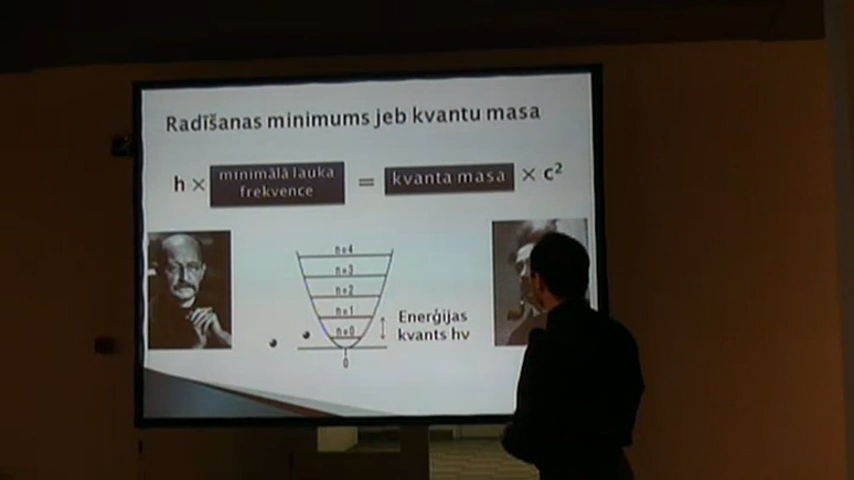 Radīšanas minimums jeb kvantu masa
h × minimālā lauka frekvence = kvanta masa × c²
n=4
n=3
n=2
n=1
n=0
0
Enerģijas
kvants hv